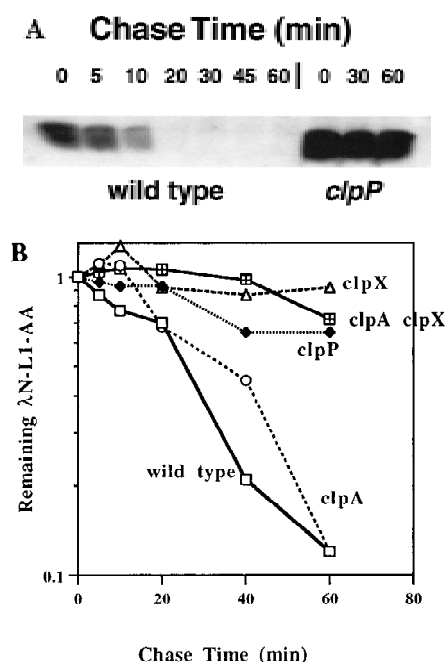 A Chase Time (min)
0 5 10 20 30 45 60 | 0 30 60
wild type clpP
B
1
clpX
clpA clpX
clpP
wild type
clpA
0.1
0 20 40 60 80
Remaining λN-L1-AA
Chase Time (min)